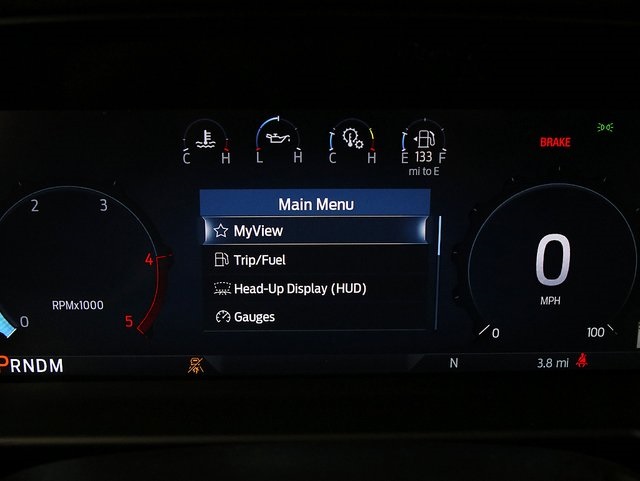 C H
L H
C H
E 133 F
mi to E
BRAKE
Main Menu
MyView
Trip/Fuel
Head-Up Display (HUD)
Gauges
2 3
4
5
0
RPMx1000
0
MPH
0 100
PRNDM
N
3.8 mi